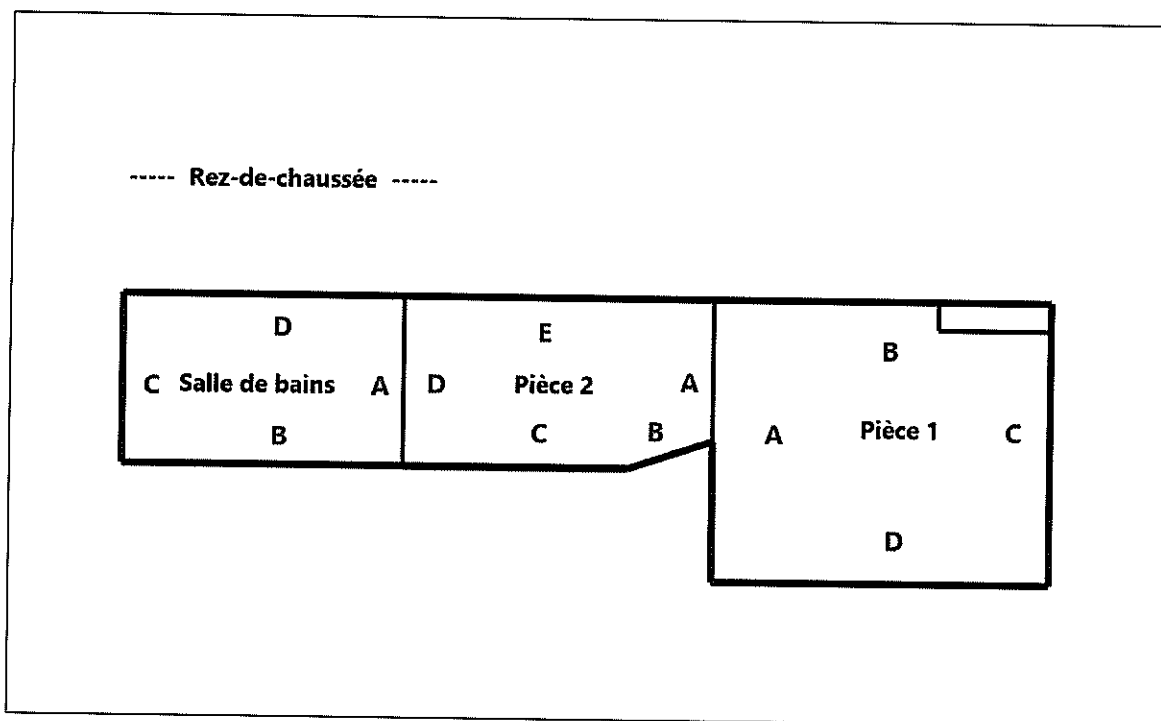 ----- Rez-de-chaussée -----
D
E
B
C Salle de bains A
D Pièce 2 A
A Pièce 1 C
B
C B
D